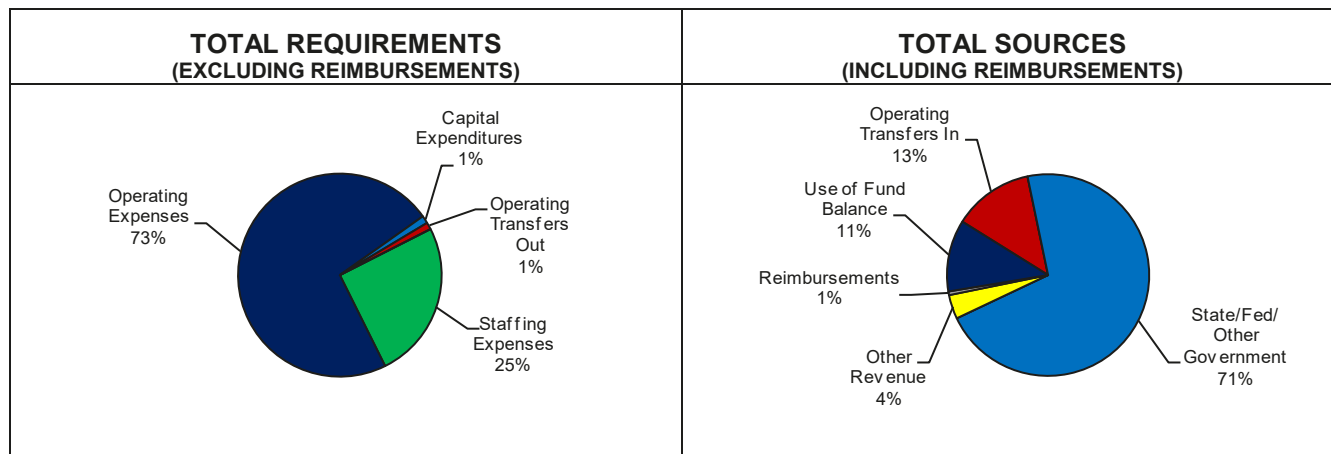 TOTAL REQUIREMENTS
(EXCLUDING REIMBURSEMENTS)
Capital
Expenditures
1%
Operating
Expenses
73%
Operating
Transfers
Out
1%
Staffing
Expenses
25%
TOTAL SOURCES
(INCLUDING REIMBURSEMENTS)
Operating
Transfers In
13%
Use of Fund
Balance
11%
Reimbursements
1%
Other
Revenue
4%
State/Fed/
Other
Government
71%